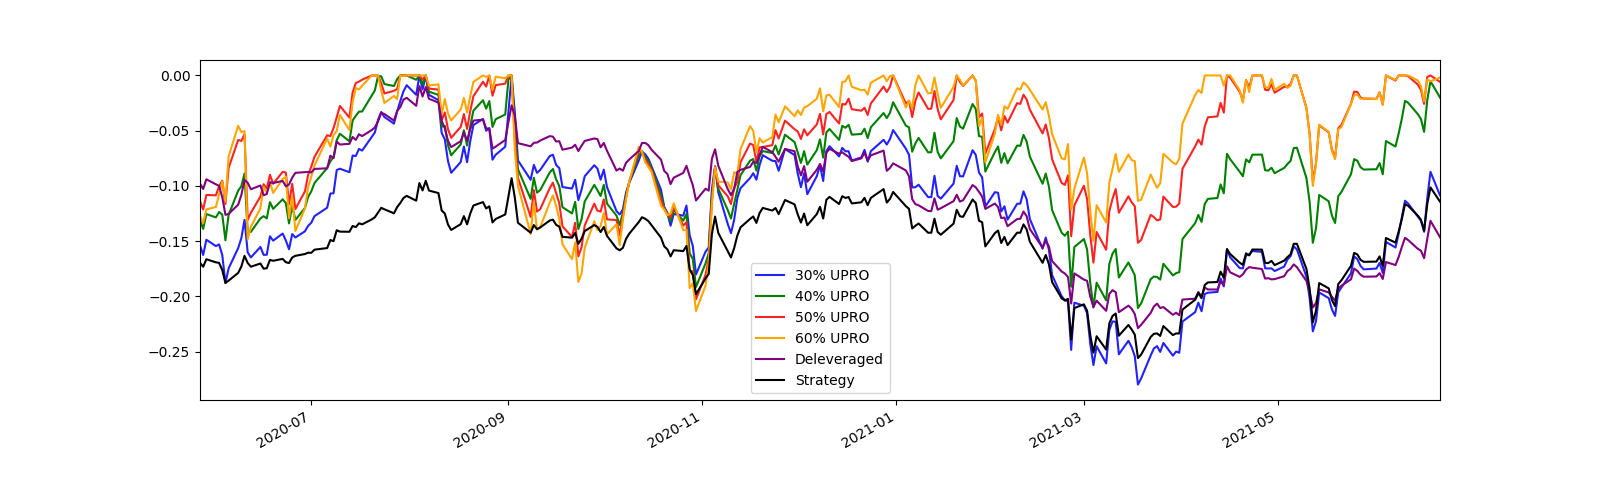 0.00
−0.05
−0.10
−0.15
−0.20
−0.25
2020-07
2020-09
2020-11
2021-01
2021-03
2021-05
30% UPRO
40% UPRO
50% UPRO
60% UPRO
Deleveraged
Strategy